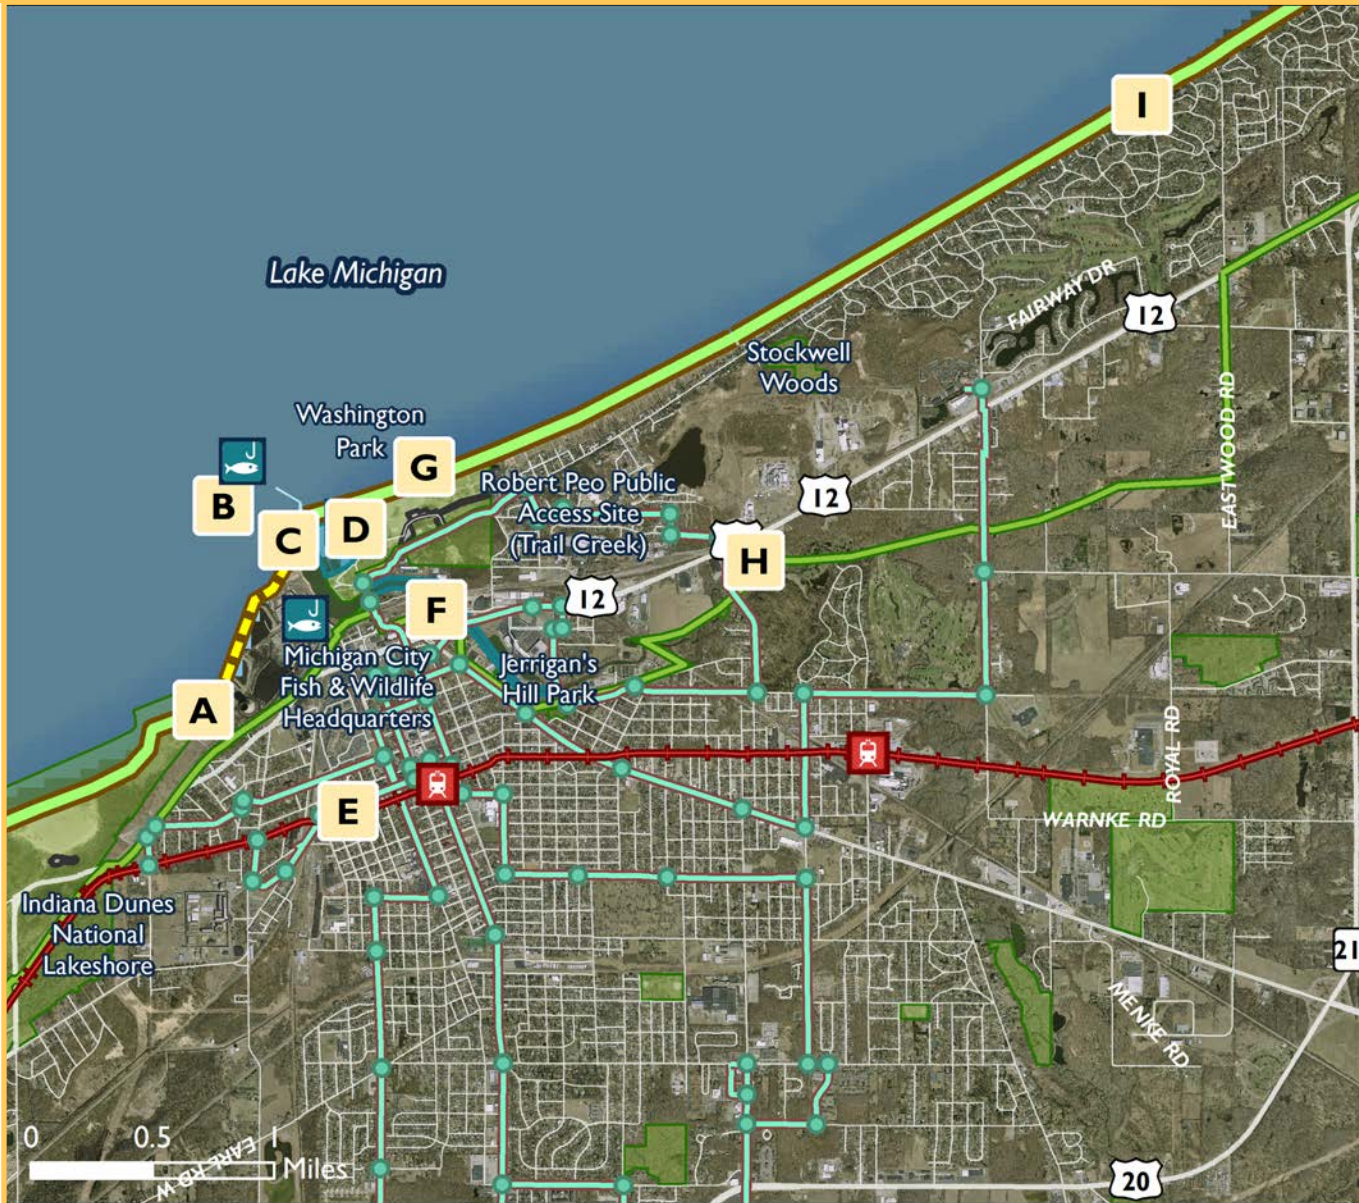 I
Lake Michigan
FAIRWAY DR
12
Stockwell
Woods
EASTWOOD RD
Washington
Park
G
B
Robert Peo Public
Access Site
(Trail Creek)
12
C
D
H
F
12
Michigan City
Fish & Wildlife
Headquarters
Jerrigan's
Hill Park
A
ROYAL RD
E
WARNKE RD
Indiana Dunes
National
Lakeshore
21
MENKE RD
0 0.5 1
Miles
EARL RD W
20